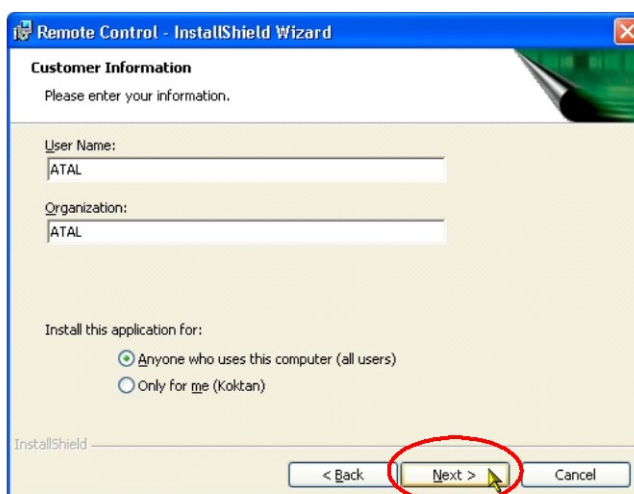 Remote Control - InstallShield Wizard
Customer Information
Please enter your information.
User Name:
ATAL
Organization:
ATAL
Install this application for:
Anyone who uses this computer (all users)
Only for me (Koktan)
InstallShield
< Back Next > Cancel